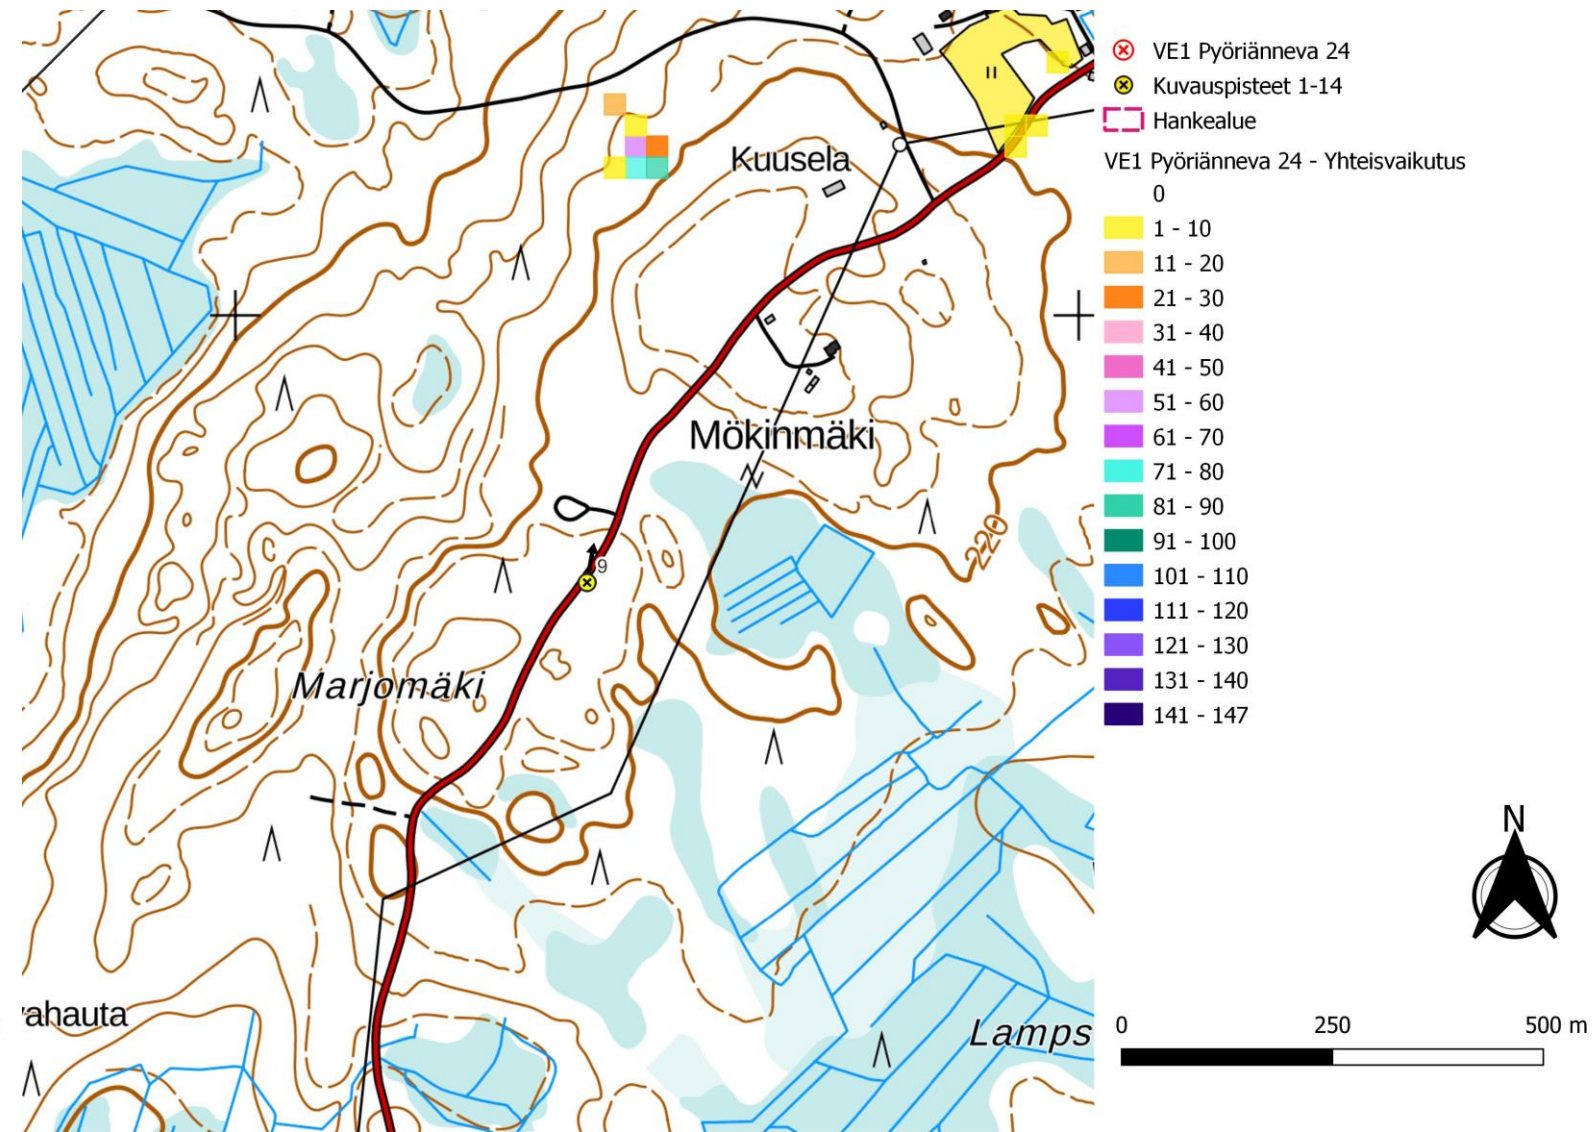 VE1 Pyöriänneva 24
Kuvauspisteet 1-14
Hankealue
VE1 Pyöriänneva 24 - Yhteisvaikutus
0
1 - 10
11 - 20
21 - 30
31 - 40
41 - 50
51 - 60
61 - 70
71 - 80
81 - 90
91 - 100
101 - 110
111 - 120
121 - 130
131 - 140
141 - 147
Kuusela
Mökinmäki
220
9
Marjomäki
ahauta
Lamps
N
0 250 500 m